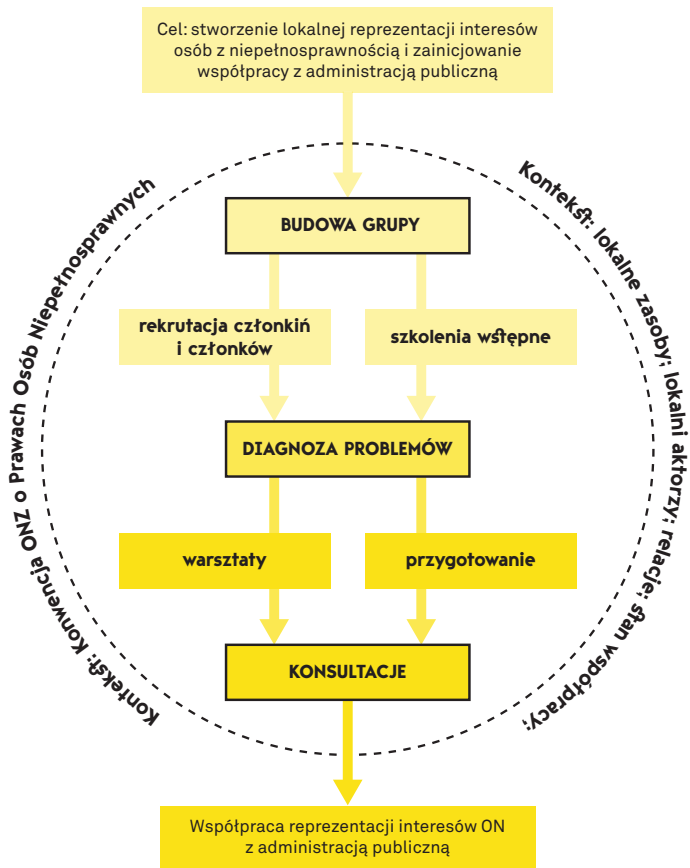 Cel: stworzenie lokalnej reprezentacji interesów
osób z niepełnosprawnością i zainicjowanie
współpracy z administracją publiczną
Kontekst: Konwencja ONZ o Prawach Osób Niepełnosprawnych
Kontekst: lokalne zasoby; lokalni aktorzy; relacje; stan współpracy;
BUDOWA GRUPY
rekrutacja członkiń
i członków
szkolenia wstępne
DIAGNOZA PROBLEMÓW
warsztaty
przygotowanie
KONSULTACJE
Współpraca reprezentacji interesów ON
z administracją publiczną